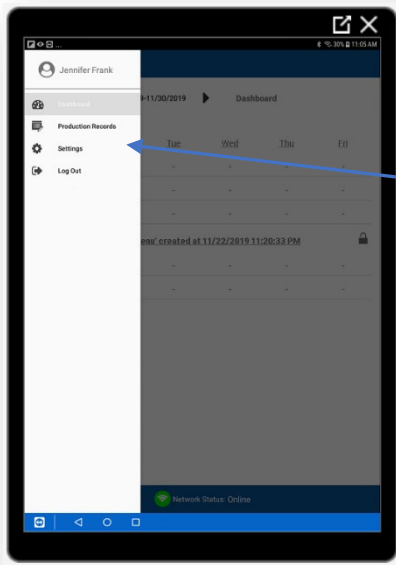 30% 11:05 AM
Jennifer Frank
-11/30/2019 Dashboard
Dashboard
Production Records
Tue Wed Thu Fri
Settings
Log Out
- - - -
- - - -
- - - -
created at 11/22/2019 11:20:33 PM
- - - -
- - - -
Network Status: Online